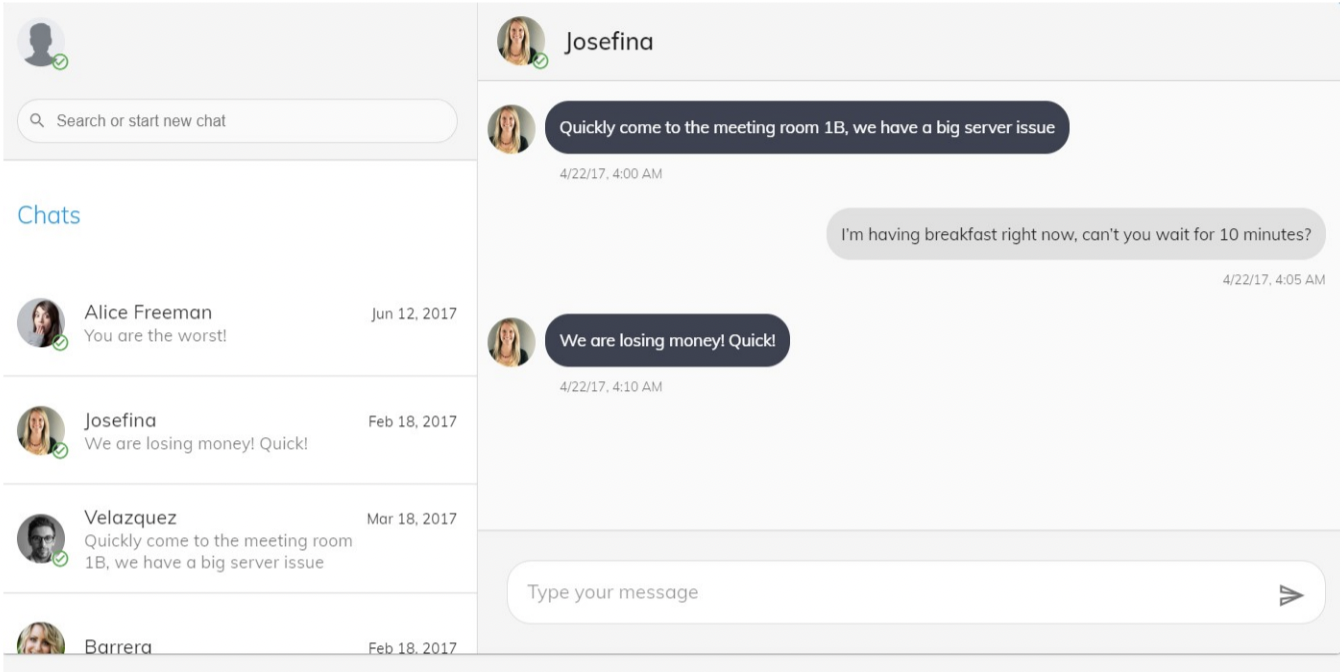 Search or start new chat
Chats
Alice Freeman
Jun 12, 2017
You are the worst!
Josefina
Feb 18, 2017
We are losing money! Quick!
Velazquez
Mar 18, 2017
Quickly come to the meeting room
1B, we have a big server issue
Barrera
Feb 18, 2017
Josefina
Quickly come to the meeting room 1B, we have a big server issue
4/22/17, 4:00 AM
I'm having breakfast right now, can't you wait for 10 minutes?
4/22/17, 4:05 AM
We are losing money! Quick!
4/22/17, 4:10 AM
Type your message